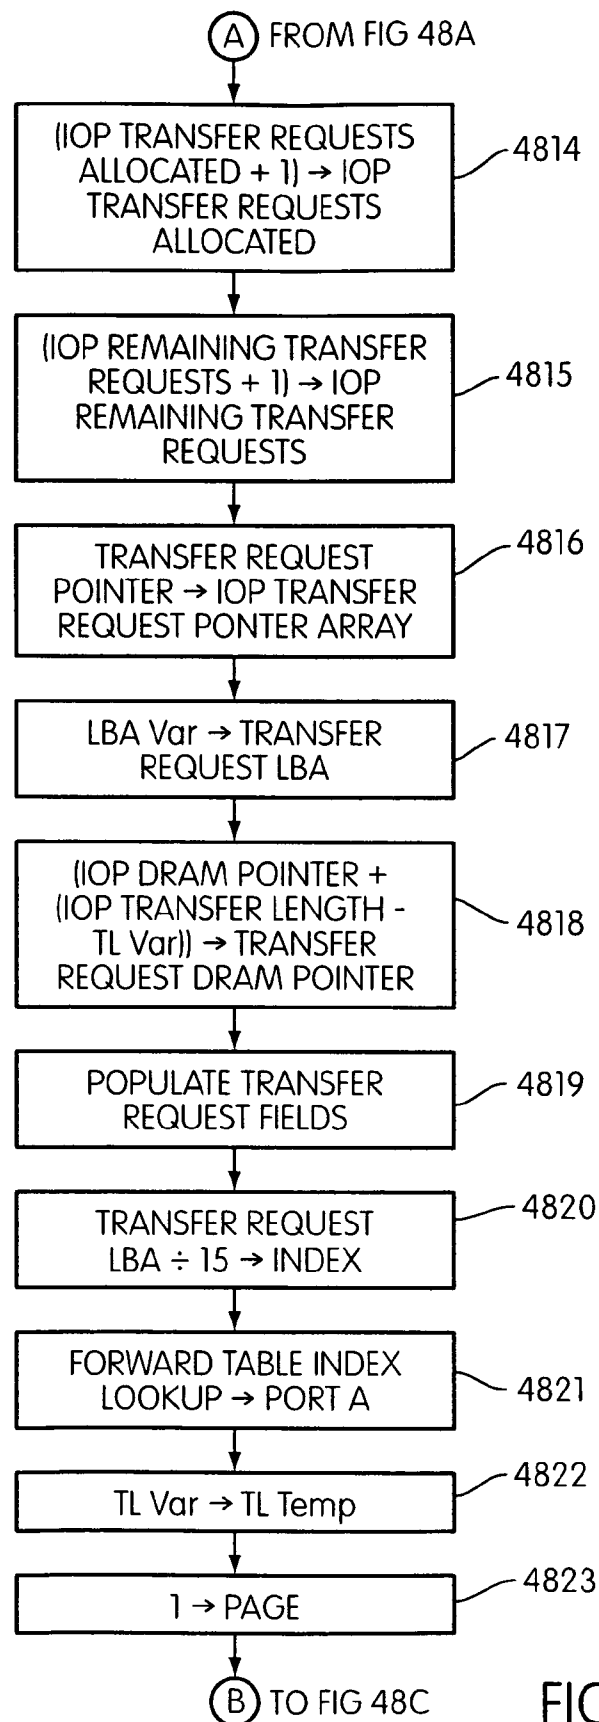 A FROM FIG 48A
(IOP TRANSFER REQUESTS
ALLOCATED + 1) → IOP
TRANSFER REQUESTS
ALLOCATED
4814
(IOP REMAINING TRANSFER
REQUESTS + 1) → IOP
REMAINING TRANSFER
REQUESTS
4815
TRANSFER REQUEST
POINTER → IOP TRANSFER
REQUEST PONTER ARRAY
4816
LBA Var → TRANSFER
REQUEST LBA
4817
(IOP DRAM POINTER +
(IOP TRANSFER LENGTH -
TL Var)) → TRANSFER
REQUEST DRAM POINTER
4818
POPULATE TRANSFER
REQUEST FIELDS
4819
TRANSFER REQUEST
LBA ÷ 15 → INDEX
4820
FORWARD TABLE INDEX
LOOKUP → PORT A
4821
TL Var → TL Temp
4822
1 → PAGE
4823
B TO FIG 48C
FIG